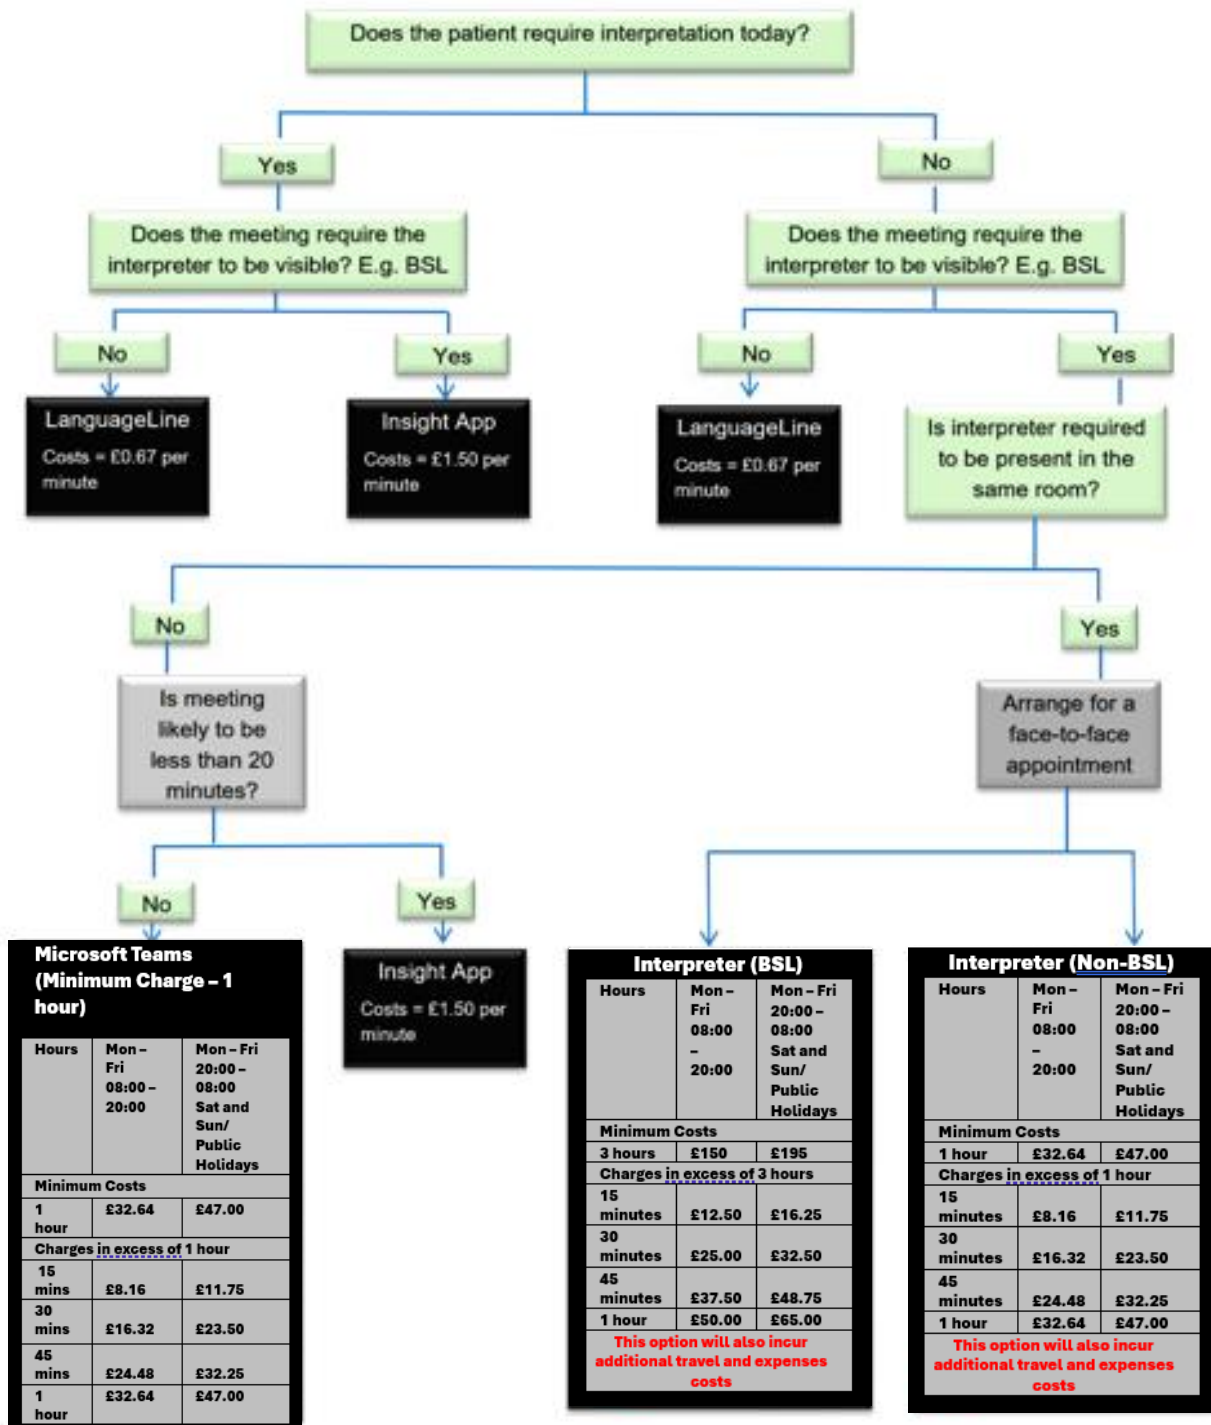 Does the patient require interpretation today?
Yes
No
Does the meeting require the
interpreter to be visible? E.g. BSL
Does the meeting require the
interpreter to be visible? E.g. BSL
No
Yes
No
Yes
LanguageLine
Costs = £0.67 per
minute
Insight App
Costs = £1.50 per
minute
LanguageLine
Costs = £0.67 per
minute
Is interpreter required
to be present in the
same room?
No
Yes
Is meeting
likely to be
less than 20
minutes?
Arrange for a
face-to-face
appointment
No
Yes
Microsoft Teams
(Minimum Charge – 1
hour)
Hours
Mon –
Fri
08:00 –
20:00
Mon – Fri
20:00 –
08:00
Sat and
Sun/
Public
Holidays
Minimum Costs
1
hour
£32.64 £47.00
Charges in excess of 1 hour
15
mins £8.16 £11.75
30
mins £16.32 £23.50
45
mins £24.48 £32.25
1
hour
£32.64 £47.00
Insight App
Costs = £1.50 per
minute
Interpreter (BSL)
Hours
Mon –
Fri
08:00
–
20:00
Mon – Fri
20:00 –
08:00
Sat and
Sun/
Public
Holidays
Minimum Costs
3 hours £150 £195
Charges in excess of 3 hours
15
minutes £12.50 £16.25
30
minutes £25.00 £32.50
45
minutes £37.50 £48.75
1 hour £50.00 £65.00
This option will also incur
additional travel and expenses
costs
Interpreter (Non-BSL)
Hours
Mon –
Fri
08:00
–
20:00
Mon – Fri
20:00 –
08:00
Sat and
Sun/
Public
Holidays
Minimum Costs
1 hour £32.64 £47.00
Charges in excess of 1 hour
15
minutes £8.16 £11.75
30
minutes £16.32 £23.50
45
minutes £24.48 £32.25
1 hour £32.64 £47.00
This option will also incur
additional travel and expenses
costs